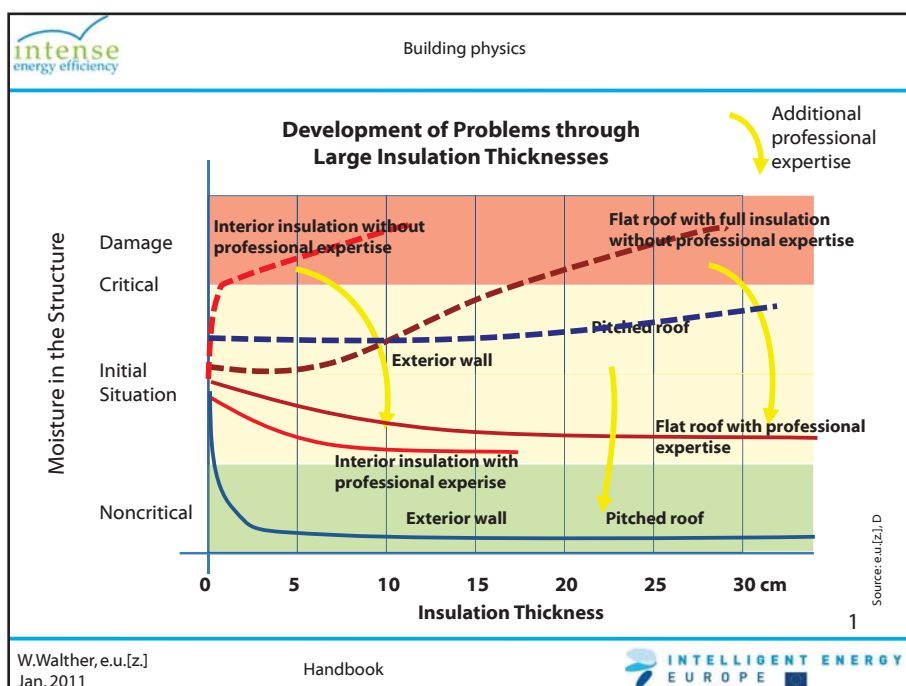 intense
energy efficiency
Building physics
Development of Problems through
Large Insulation Thicknesses
Additional
professional
expertise
Moisture in the Structure
Damage
Critical
Initial
Situation
Noncritical
Interior insulation without
professional expertise
Flat roof with full insulation
without professional expertise
Pitched roof
Exterior wall
Flat roof with professional
expertise
Interior insulation with
professional experise
Exterior wall
Pitched roof
0 5 10 15 20 25 30 cm
Insulation Thickness
Source: e.u.[z.], D
1
W.Walther, e.u.[z.]
Jan. 2011
Handbook
INTELLIGENT ENERGY
EUROPE